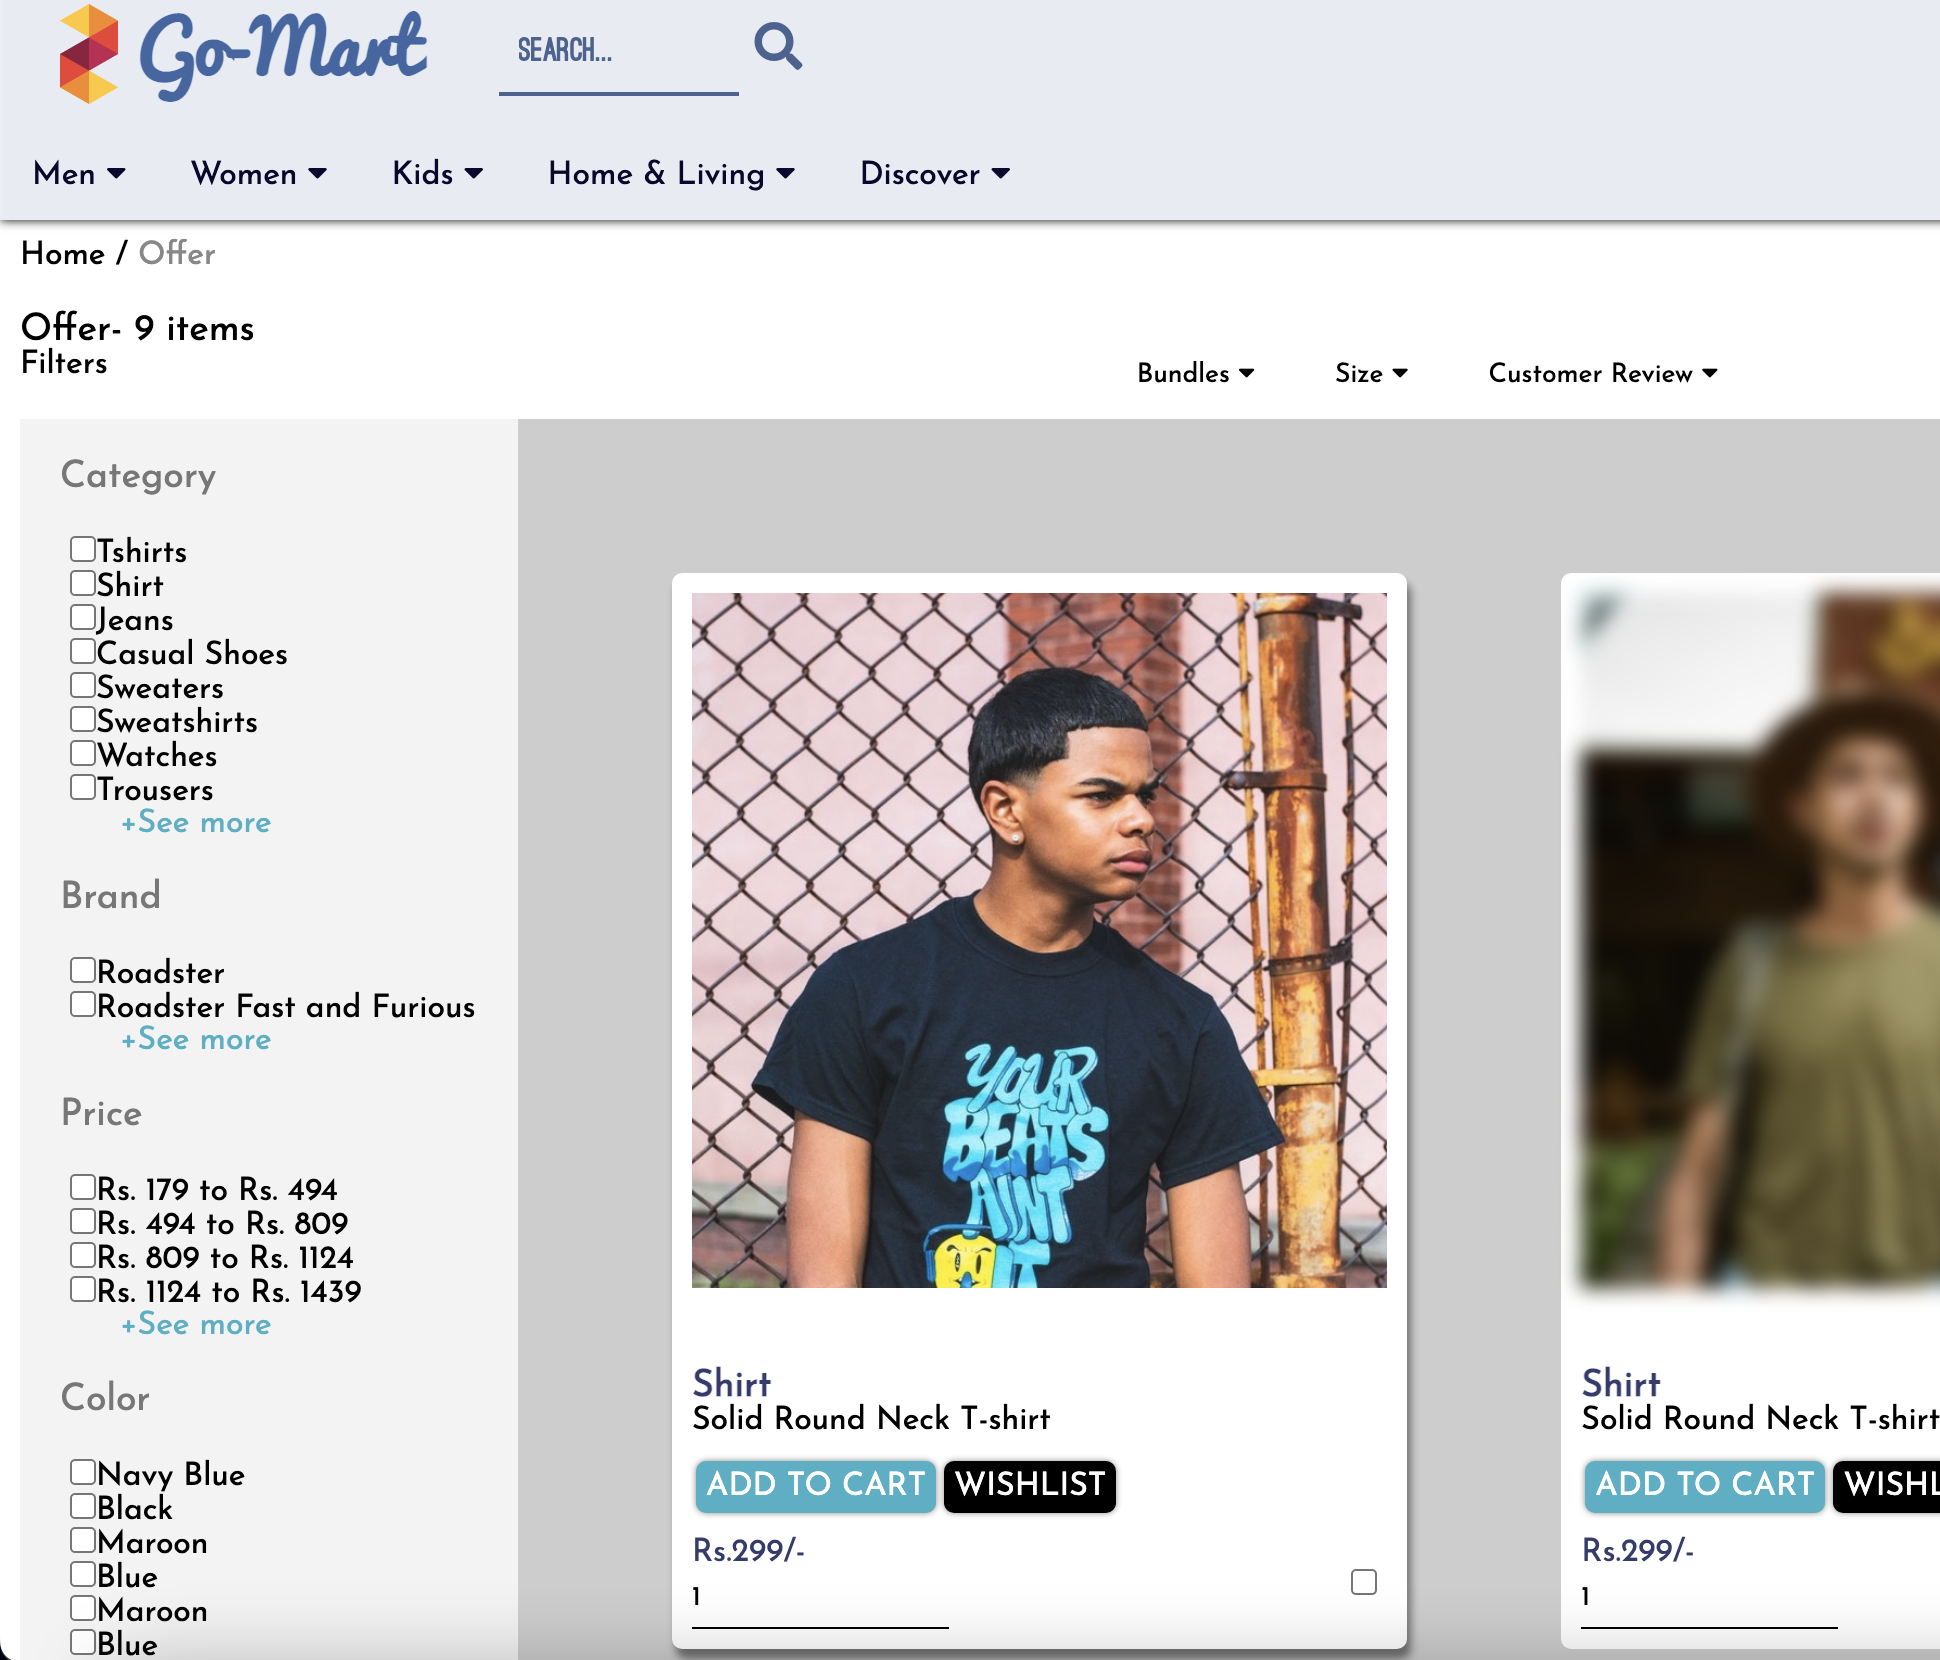 Go-Mart
SEARCH...
Men Women Kids Home & Living Discover
Home / Offer
Offer- 9 items
Filters
Bundles Size Customer Review
Category
Tshirts
Shirt
Jeans
Casual Shoes
Sweaters
Sweatshirts
Watches
Trousers
+See more
Brand
Roadster
Roadster Fast and Furious
+See more
Price
Rs. 179 to Rs. 494
Rs. 494 to Rs. 809
Rs. 809 to Rs. 1124
Rs. 1124 to Rs. 1439
+See more
Color
Navy Blue
Black
Maroon
Blue
Maroon
Blue
YOUR
BEATS
AINT
IT
Shirt
Solid Round Neck T-shirt
ADD TO CART WISHLIST
Rs.299/-
1
Shirt
Solid Round Neck T-shirt
ADD TO CART WISHL
Rs.299/-
1